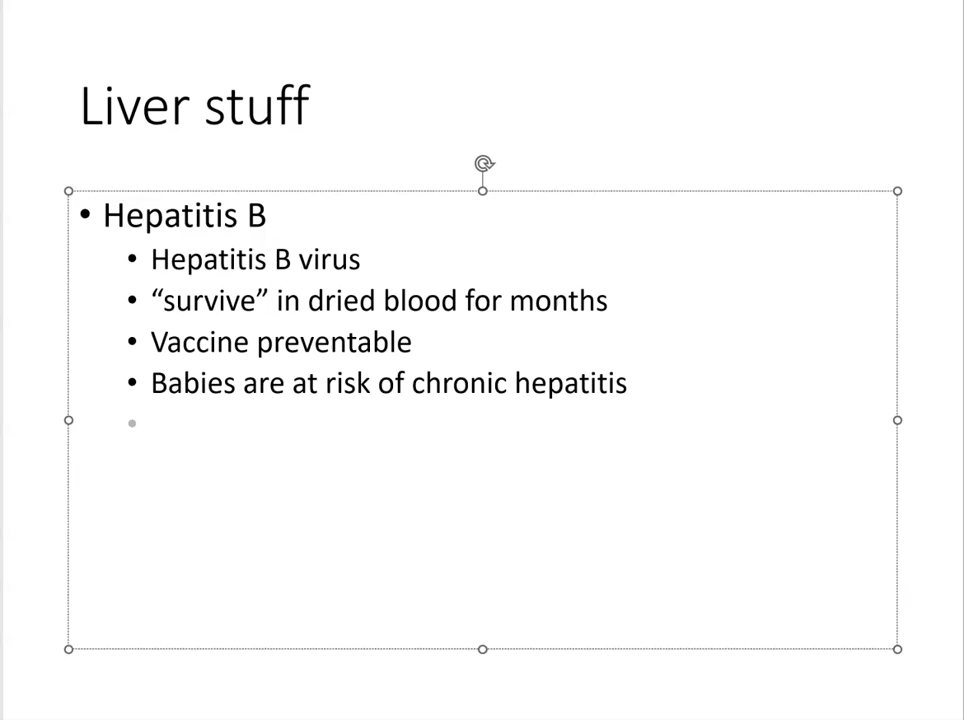 Liver stuff
• Hepatitis B
• Hepatitis B virus
• “survive” in dried blood for months
• Vaccine preventable
• Babies are at risk of chronic hepatitis
•